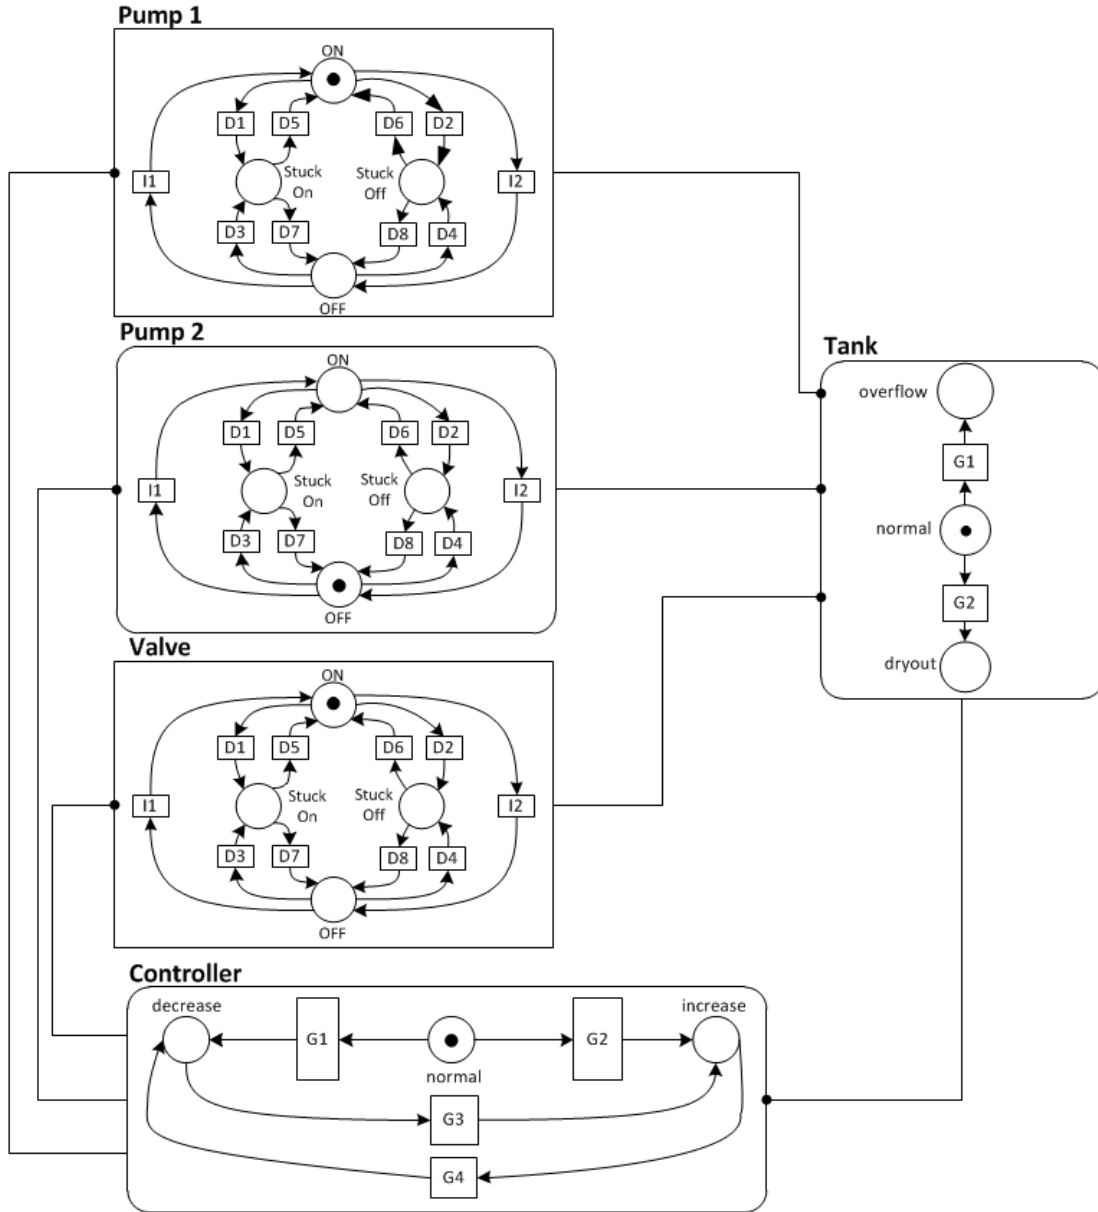 Pump 1
ON
D1 D5 D6 D2
I1 Stuck On Stuck Off I2
D3 D7 D8 D4
OFF
Pump 2
ON
D1 D5 D6 D2
I1 Stuck On Stuck Off I2
D3 D7 D8 D4
OFF
Valve
ON
D1 D5 D6 D2
I1 Stuck On Stuck Off I2
D3 D7 D8 D4
OFF
Tank
overflow
G1
normal
G2
dryout
Controller
decrease increase
G1 G2
normal
G3
G4